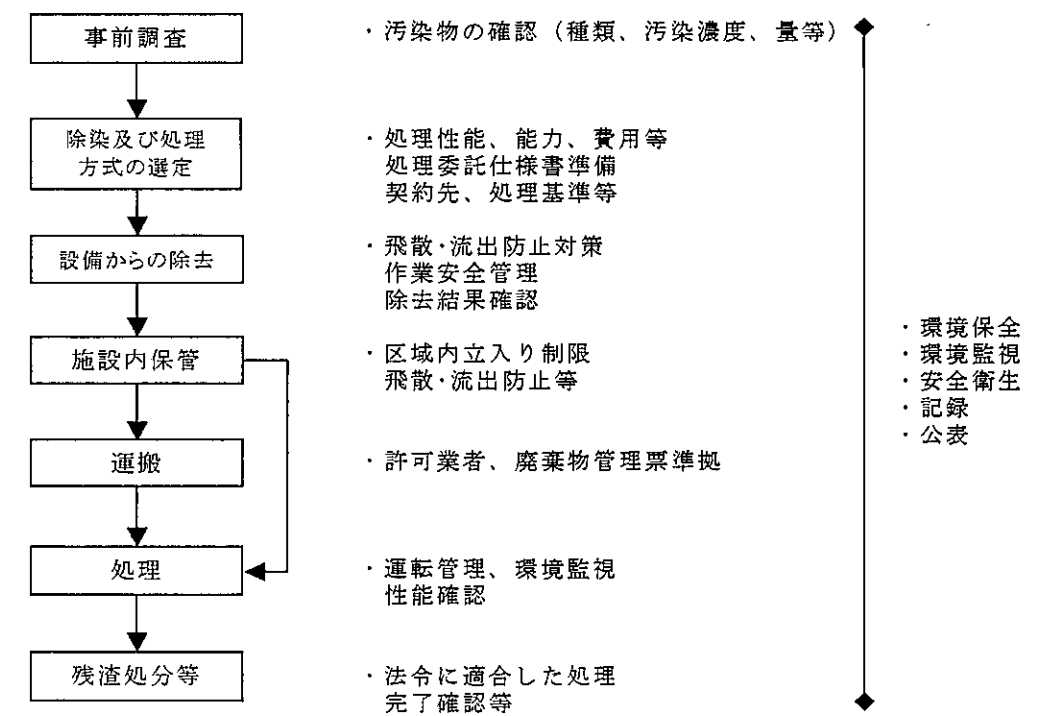 事前調査
・汚染物の確認（種類、汚染濃度、量等）
除染及び処理
方式の選定
・処理性能、能力、費用等
処理委託仕様書準備
契約先、処理基準等
設備からの除去
・飛散・流出防止対策
作業安全管理
除去結果確認
施設内保管
・区域内立入り制限
飛散・流出防止等
運搬
・許可業者、廃棄物管理票準拠
処理
・運転管理、環境監視
性能確認
残渣処分等
・法令に適合した処理
完了確認等
・環境保全
・環境監視
・安全衛生
・記録
・公表